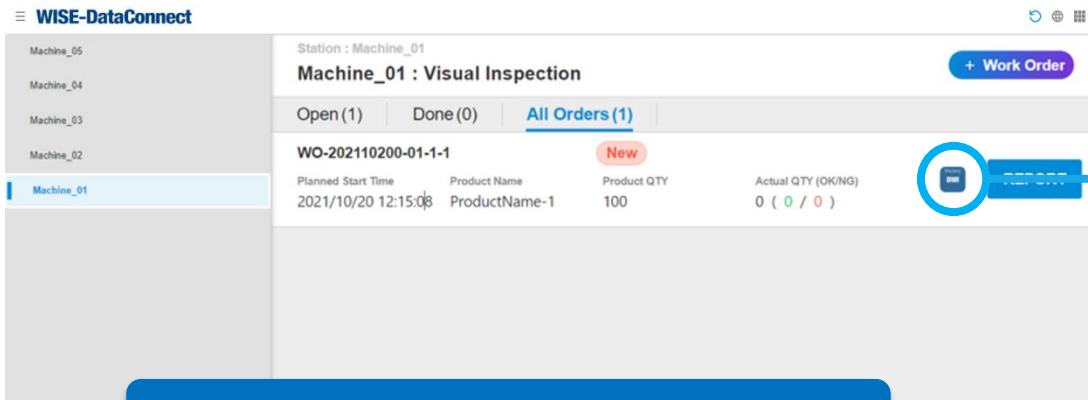 WISE-DataConnect
Machine_05
Machine_04
Machine_03
Machine_02
Machine_01
Station : Machine_01
Machine_01 : Visual Inspection
+ Work Order
Open (1) Done (0) All Orders (1)
WO-202110200-01-1-1 New
Planned Start Time Product Name Product QTY Actual QTY (OK/NG)
2021/10/20 12:15:08 ProductName-1 100 0 ( 0 / 0 )
DWI
REPORT